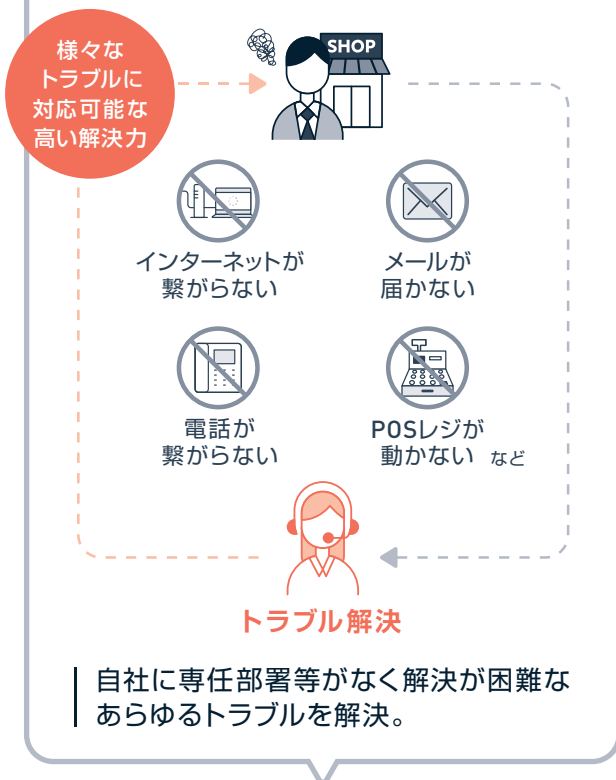 様々な
トラブルに
対応可能な
高い解決力
SHOP
インターネットが
繋がらない
メールが
届かない
電話が
繋がらない
POSレジが
動かない など
トラブル解決
自社に専任部署等がなく解決が困難な
あらゆるトラブルを解決。